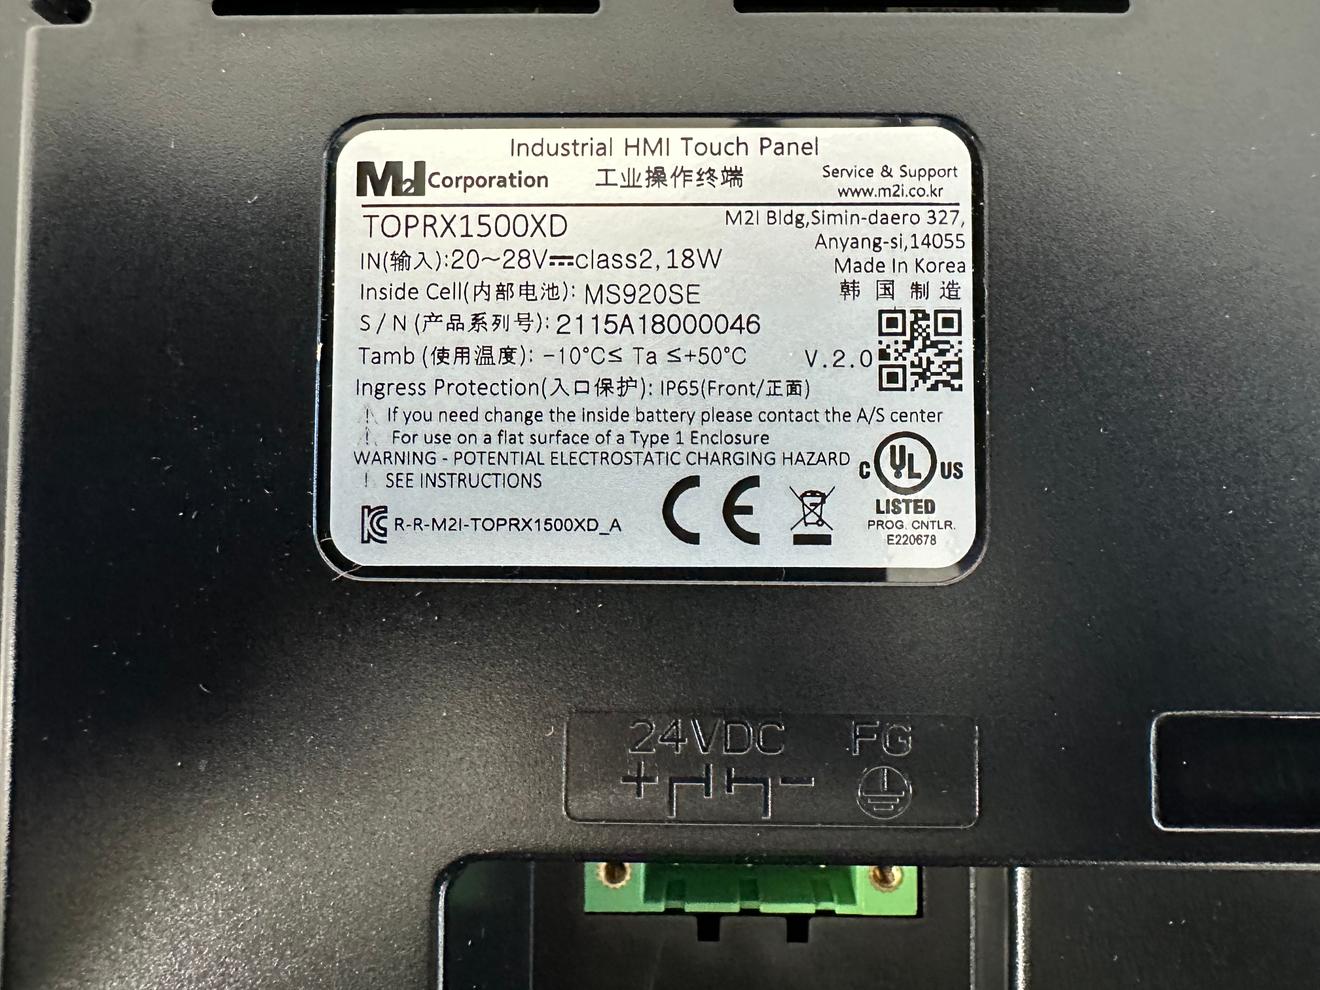 Industrial HMI Touch Panel
M2I Corporation 工业操作终端
Service & Support
www.m2i.co.kr
TOPRX1500XD
M2I Bldg,Simin-daero 327,
Anyang-si,14055
IN(输入):20~28V⎓class2, 18W
Made In Korea
Inside Cell(内部电池): MS920SE
韩国制造
S/N (产品系列号): 2115A18000046
Tamb (使用温度): -10°C≤ Ta ≤+50°C
V.2.0
Ingress Protection(入口保护): IP65(Front/正面)
! If you need change the inside battery please contact the A/S center
! For use on a flat surface of a Type 1 Enclosure
WARNING - POTENTIAL ELECTROSTATIC CHARGING HAZARD
! SEE INSTRUCTIONS
R-R-M2I-TOPRX1500XD_A
CE
C UL US
LISTED
PROG. CNTLR.
E220678
24VDC FG
+ -